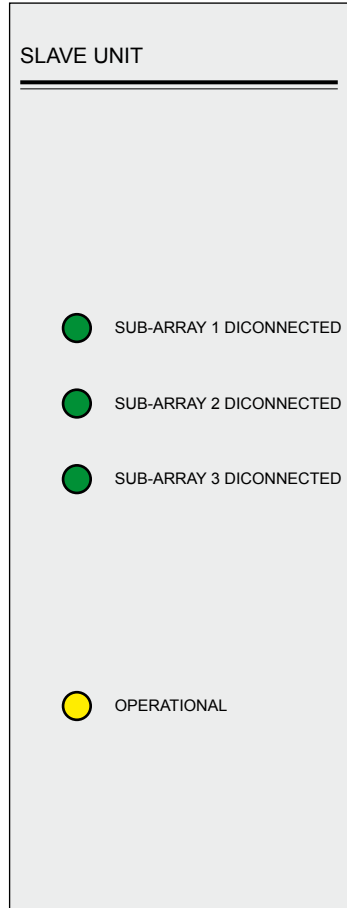 SLAVE UNIT
SUB-ARRAY 1 DICONNECTED
SUB-ARRAY 2 DICONNECTED
SUB-ARRAY 3 DICONNECTED
OPERATIONAL